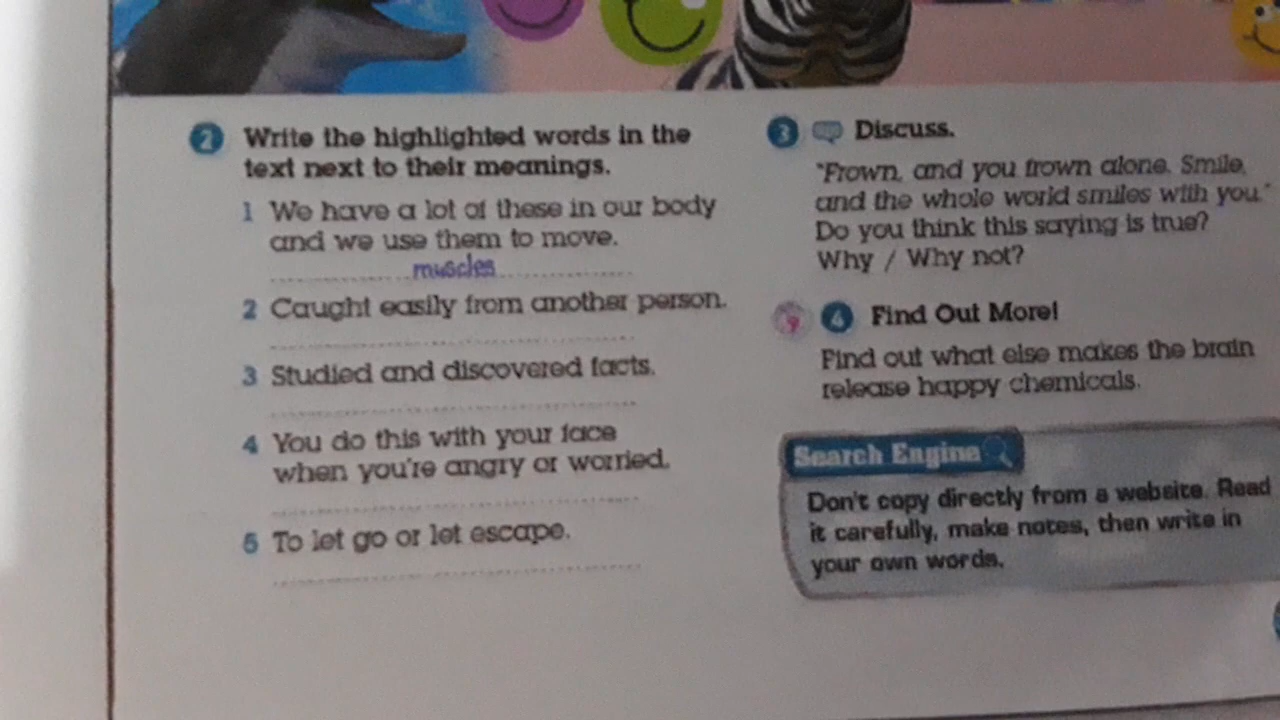 2 Write the highlighted words in the
text next to their meanings.
1 We have a lot of these in our body
and we use them to move.
muscles
2 Caught easily from another person.
3 Studied and discovered facts.
4 You do this with your face
when you're angry or worried.
5 To let go or let escape.
3 Discuss.
"Frown, and you frown alone. Smile,
and the whole world smiles with you."
Do you think this saying is true?
Why / Why not?
4 Find Out More!
Find out what else makes the brain
release happy chemicals.
Search Engine
Don't copy directly from a website. Read
it carefully, make notes, then write in
your own words.